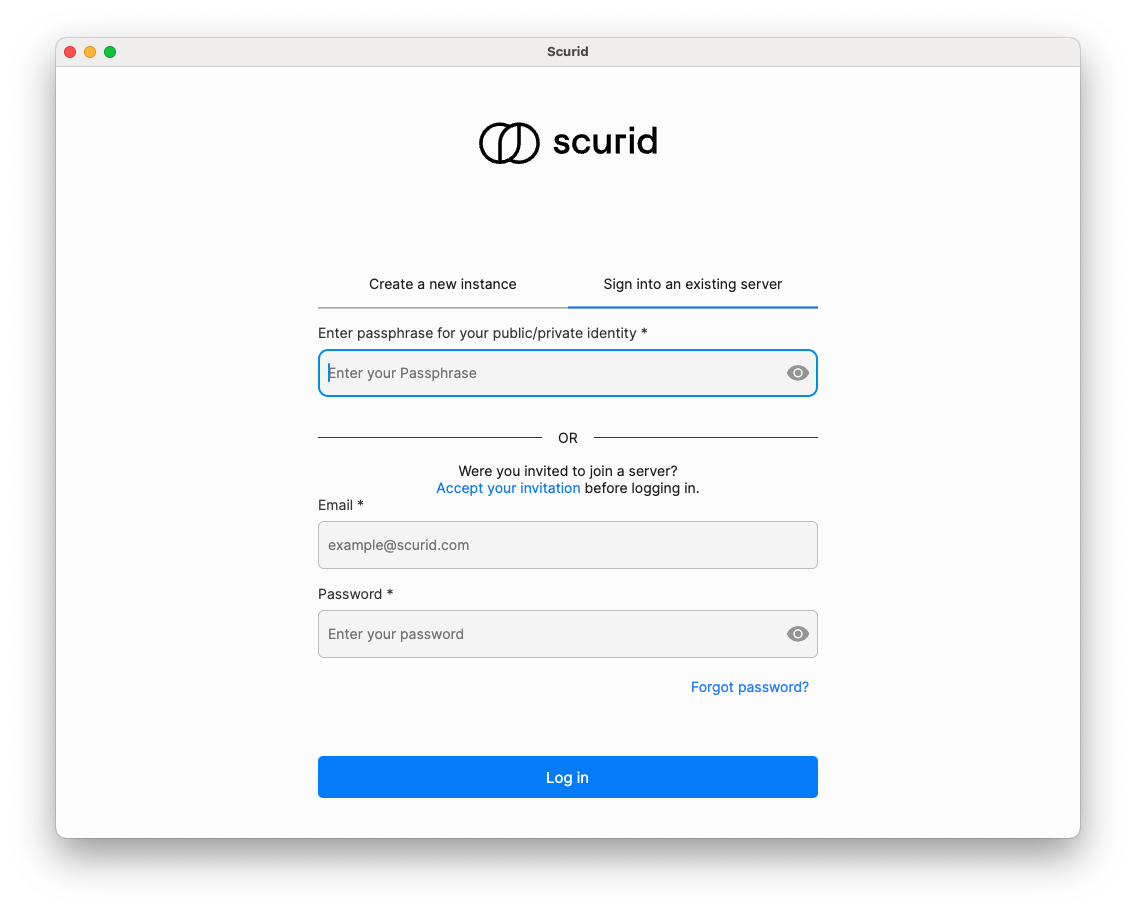 Scurid
scurid
Create a new instance
Sign into an existing server
Enter passphrase for your public/private identity *
Enter your Passphrase
OR
Were you invited to join a server?
Accept your invitation before logging in.
Email *
example@scurid.com
Password *
Enter your password
Forgot password?
Log in